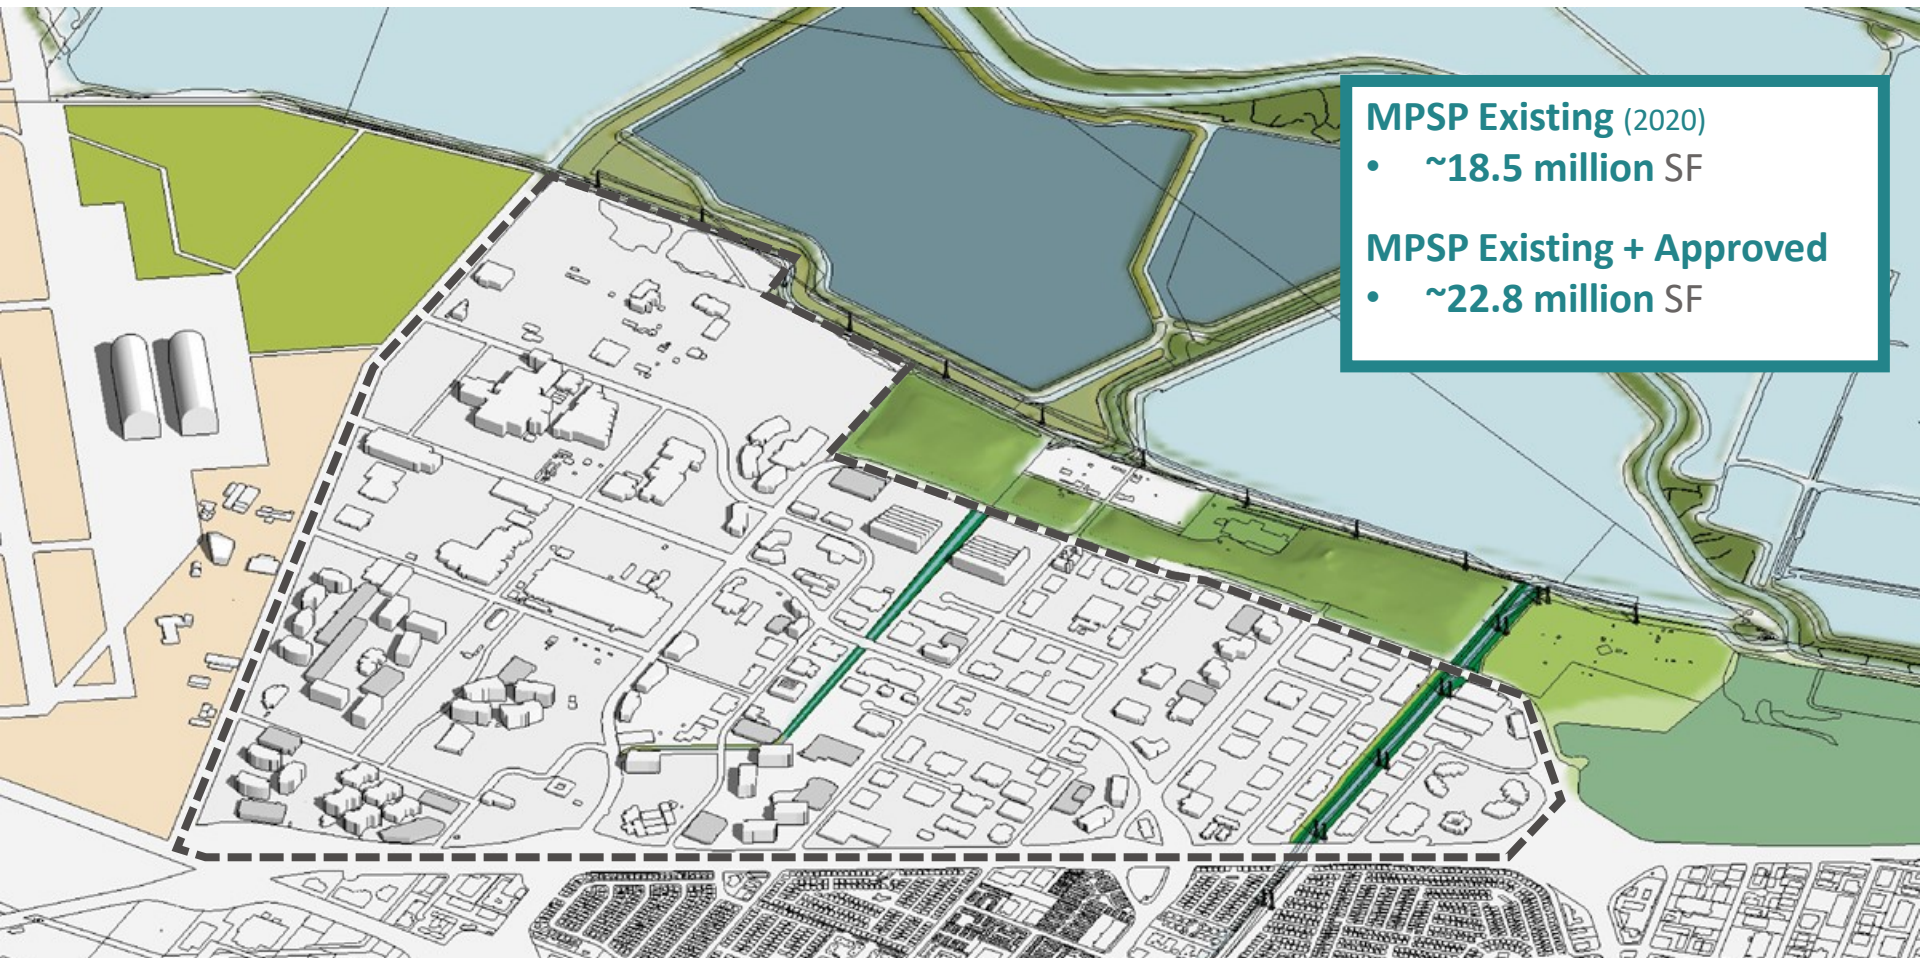 MPSP Existing (2020)
• ~18.5 million SF
MPSP Existing + Approved
• ~22.8 million SF